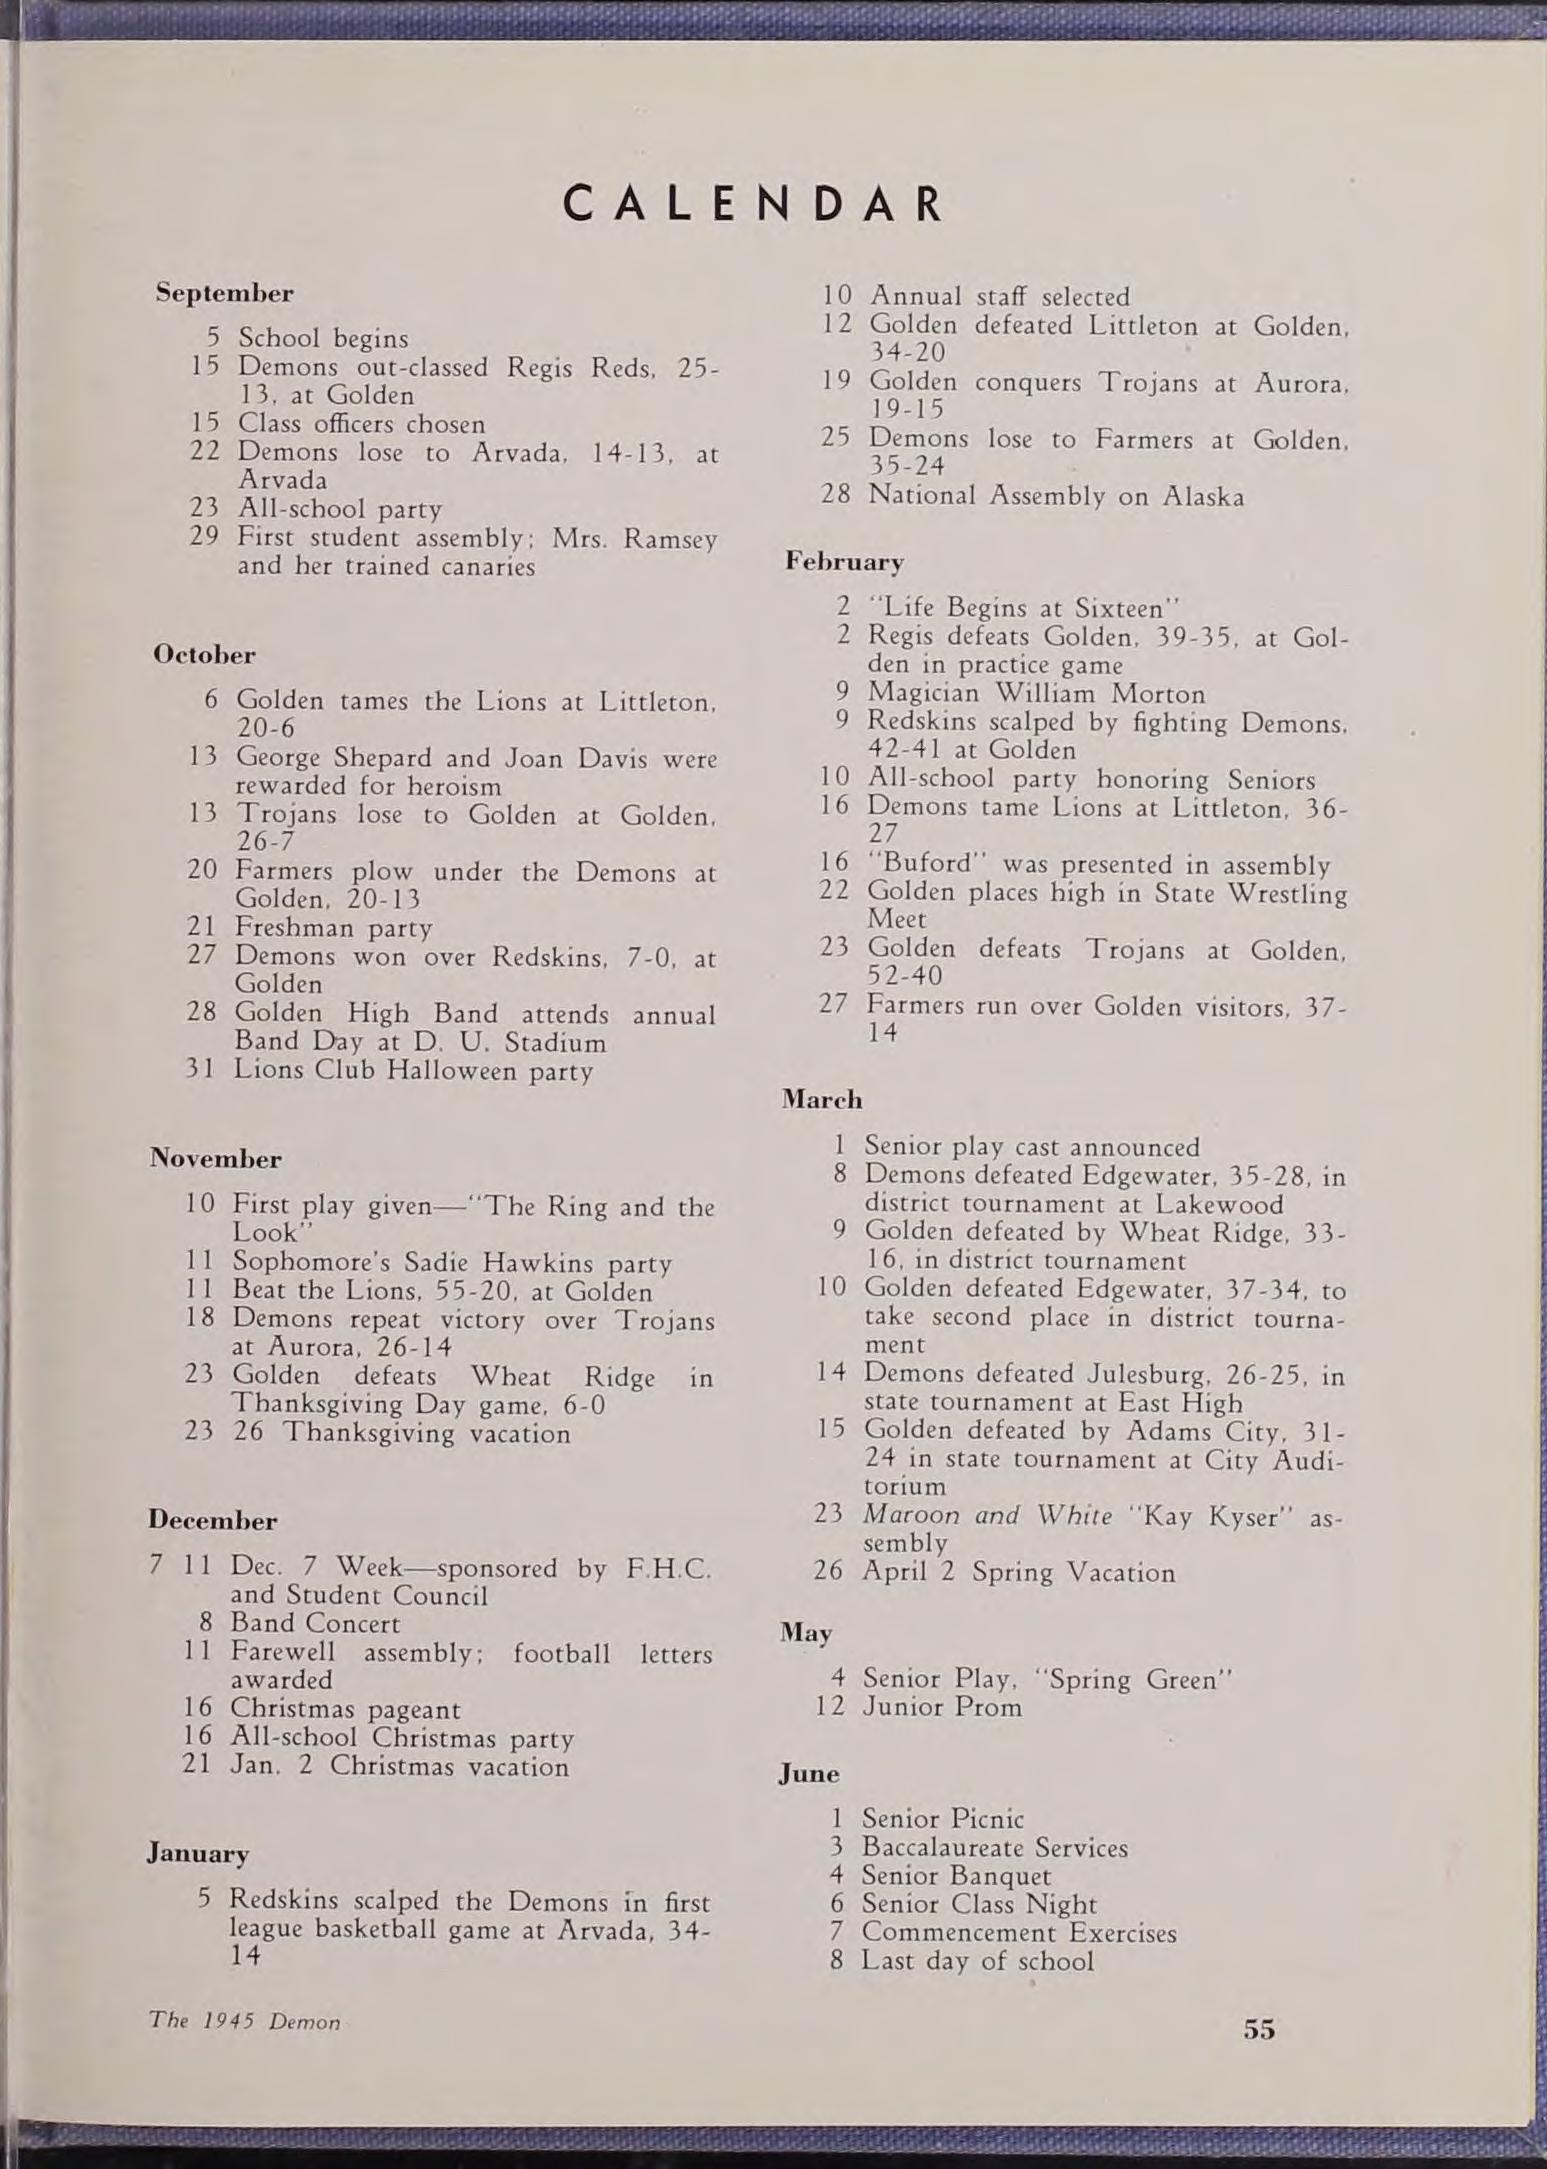 CALENDAR
September
5 School begins
15 Demons out-classed Regis Reds, 25-
13, at Golden
15 Class officers chosen
22 Demons lose to Arvada, 14-13, at
Arvada
23 All-school party
29 First student assembly; Mrs. Ramsey
and her trained canaries
October
6 Golden tames the Lions at Littleton,
20-6
13 George Shepard and Joan Davis were
rewarded for heroism
13 Trojans lose to Golden at Golden,
26-7
20 Farmers plow under the Demons at
Golden, 20-13
21 Freshman party
27 Demons won over Redskins, 7-0, at
Golden
28 Golden High Band attends annual
Band Day at D. U. Stadium
31 Lions Club Halloween party
November
10 First play given—"The Ring and the
Look"
11 Sophomore's Sadie Hawkins party
11 Beat the Lions, 55-20, at Golden
18 Demons repeat victory over Trojans
at Aurora, 26-14
23 Golden defeats Wheat Ridge in
Thanksgiving Day game, 6-0
23 26 Thanksgiving vacation
December
7 11 Dec. 7 Week—sponsored by F.H.C.
and Student Council
8 Band Concert
11 Farewell assembly; football letters
awarded
16 Christmas pageant
16 All-school Christmas party
21 Jan. 2 Christmas vacation
January
5 Redskins scalped the Demons in first
league basketball game at Arvada, 34-
14
10 Annual staff selected
12 Golden defeated Littleton at Golden,
34-20
19 Golden conquers Trojans at Aurora,
19-15
25 Demons lose to Farmers at Golden,
35-24
28 National Assembly on Alaska
February
2 "Life Begins at Sixteen"
2 Regis defeats Golden, 39-35, at Gol-
den in practice game
9 Magician William Morton
9 Redskins scalped by fighting Demons,
42-41 at Golden
10 All-school party honoring Seniors
16 Demons tame Lions at Littleton, 36-
27
16 "Buford" was presented in assembly
22 Golden places high in State Wrestling
Meet
23 Golden defeats Trojans at Golden,
52-40
27 Farmers run over Golden visitors, 37-
14
March
1 Senior play cast announced
8 Demons defeated Edgewater, 35-28, in
district tournament at Lakewood
9 Golden defeated by Wheat Ridge, 33-
16, in district tournament
10 Golden defeated Edgewater, 37-34, to
take second place in district tourna-
ment
14 Demons defeated Julesburg, 26-25, in
state tournament at East High
15 Golden defeated by Adams City, 31-
24 in state tournament at City Audi-
torium
23 Maroon and White "Kay Kyser" as-
sembly
26 April 2 Spring Vacation
May
4 Senior Play, "Spring Green"
12 Junior Prom
June
1 Senior Picnic
3 Baccalaureate Services
4 Senior Banquet
6 Senior Class Night
7 Commencement Exercises
8 Last day of school
The 1945 Demon
55